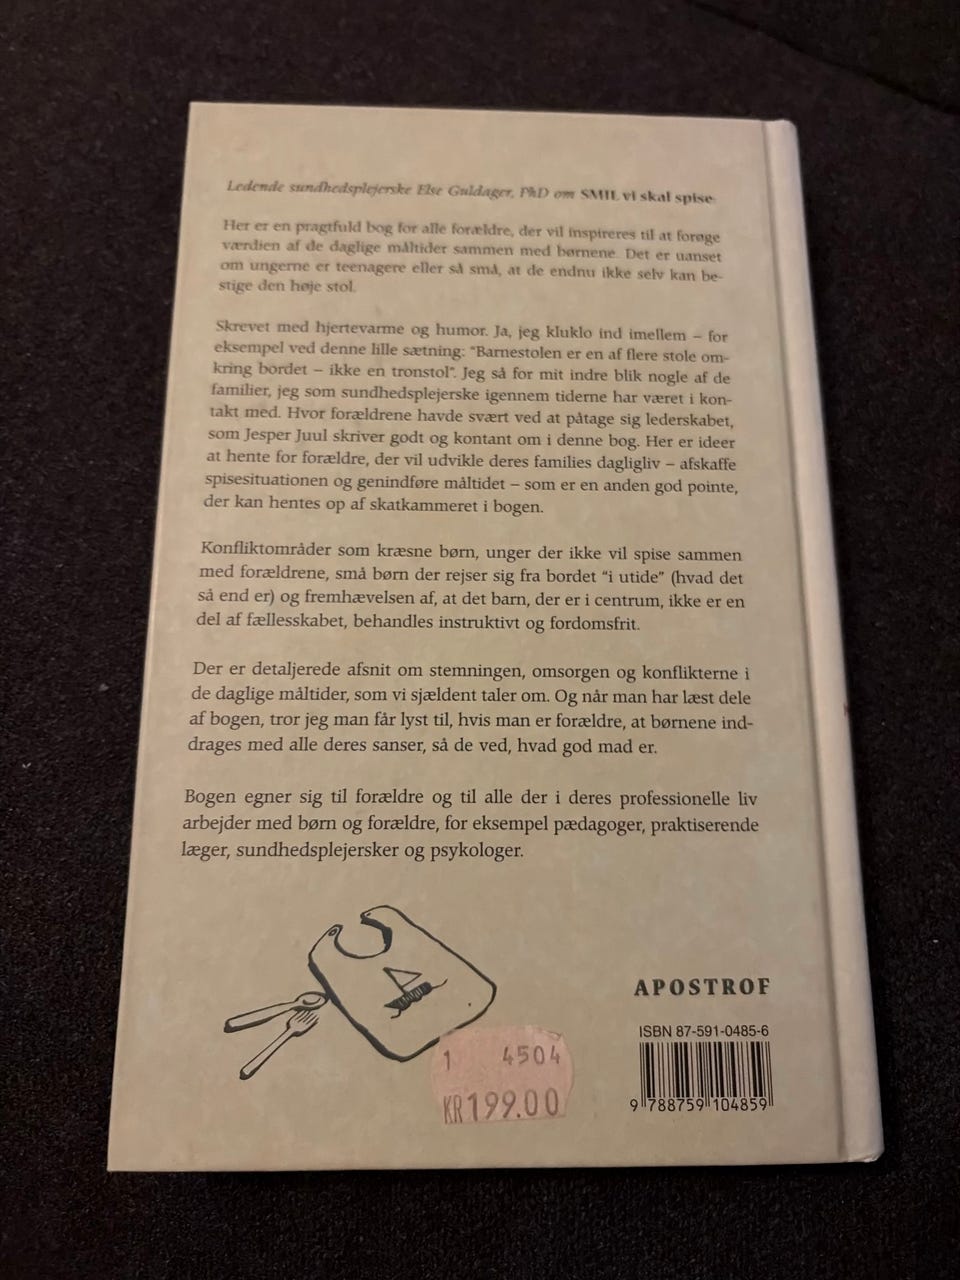 Ledende sundhedsplejerske Else Guldager, PhD om SMIL vi skal spise
Her er en pragtfuld bog for alle forældre, der vil inspireres til at forøge
værdien af de daglige måltider sammen med børnene. Det er uanset
om ungerne er teenagere eller så små, at de endnu ikke selv kan be-
stige den høje stol.
Skrevet med hjertevarme og humor. Ja, jeg kluklo ind imellem – for
eksempel ved denne lille sætning: "Barnestolen er en af flere stole om-
kring bordet – ikke en tronstol". Jeg så for mit indre blik nogle af de
familier, jeg som sundhedsplejerske igennem tiderne har været i kon-
takt med. Hvor forældrene havde svært ved at påtage sig lederskabet,
som Jesper Juul skriver godt og kontant om i denne bog. Her er ideer
at hente for forældre, der vil udvikle deres families dagligliv – afskaffe
spisesituationen og genindføre måltidet – som er en anden god pointe,
der kan hentes op af skatkammeret i bogen.
Konfliktområder som kræsne børn, unger der ikke vil spise sammen
med forældrene, små børn der rejser sig fra bordet "i utide" (hvad det
så end er) og fremhævelsen af, at det barn, der er i centrum, ikke er en
del af fællesskabet, behandles instruktivt og fordomsfrit.
Der er detaljerede afsnit om stemningen, omsorgen og konflikterne i
de daglige måltider, som vi sjældent taler om. Og når man har læst dele
af bogen, tror jeg man får lyst til, hvis man er forældre, at børnene ind-
drages med alle deres sanser, så de ved, hvad god mad er.
Bogen egner sig til forældre og til alle der i deres professionelle liv
arbejder med børn og forældre, for eksempel pædagoger, praktiserende
læger, sundhedsplejersker og psykologer.
APOSTROF
ISBN 87-591-0485-6
9 788759 104859
1 4504
KR199.00